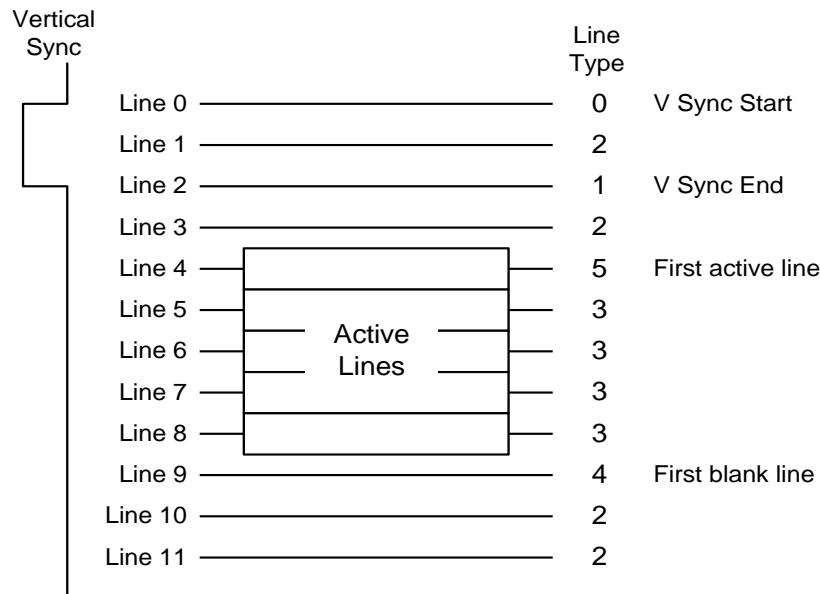 Vertical
Sync
Line
Type
Line 0 0 V Sync Start
Line 1 2
Line 2 1 V Sync End
Line 3 2
Line 4 5 First active line
Line 5 3
Line 6 3
Active
Lines
Line 7 3
Line 8 3
Line 9 4 First blank line
Line 10 2
Line 11 2